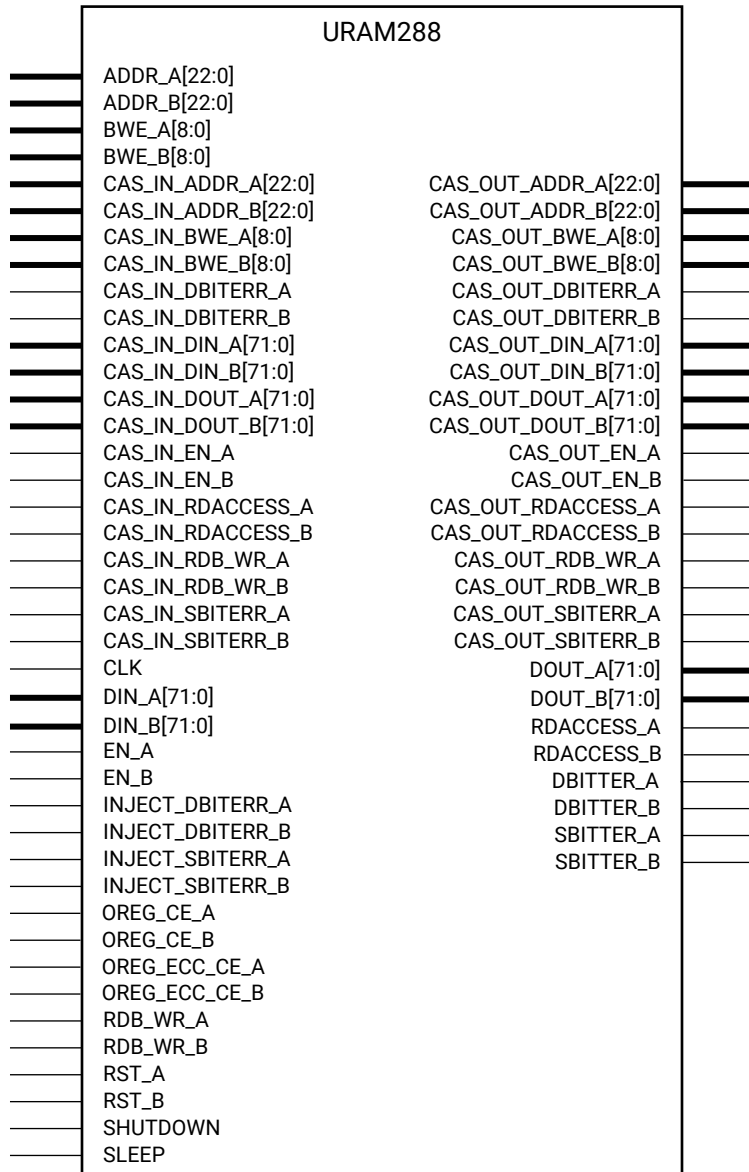 URAM288
ADDR_A[22:0]
ADDR_B[22:0]
BWE_A[8:0]
BWE_B[8:0]
CAS_IN_ADDR_A[22:0] CAS_OUT_ADDR_A[22:0]
CAS_IN_ADDR_B[22:0] CAS_OUT_ADDR_B[22:0]
CAS_IN_BWE_A[8:0] CAS_OUT_BWE_A[8:0]
CAS_IN_BWE_B[8:0] CAS_OUT_BWE_B[8:0]
CAS_IN_DBITERR_A CAS_OUT_DBITERR_A
CAS_IN_DBITERR_B CAS_OUT_DBITERR_B
CAS_IN_DIN_A[71:0] CAS_OUT_DIN_A[71:0]
CAS_IN_DIN_B[71:0] CAS_OUT_DIN_B[71:0]
CAS_IN_DOUT_A[71:0] CAS_OUT_DOUT_A[71:0]
CAS_IN_DOUT_B[71:0] CAS_OUT_DOUT_B[71:0]
CAS_IN_EN_A CAS_OUT_EN_A
CAS_IN_EN_B CAS_OUT_EN_B
CAS_IN_RDACCESS_A CAS_OUT_RDACCESS_A
CAS_IN_RDACCESS_B CAS_OUT_RDACCESS_B
CAS_IN_RDB_WR_A CAS_OUT_RDB_WR_A
CAS_IN_RDB_WR_B CAS_OUT_RDB_WR_B
CAS_IN_SBITERR_A CAS_OUT_SBITERR_A
CAS_IN_SBITERR_B CAS_OUT_SBITERR_B
CLK DOUT_A[71:0]
DIN_A[71:0] DOUT_B[71:0]
DIN_B[71:0] RDACCESS_A
EN_A RDACCESS_B
EN_B DBITTER_A
INJECT_DBITERR_A DBITTER_B
INJECT_DBITERR_B SBITTER_A
INJECT_SBITERR_A SBITTER_B
INJECT_SBITERR_B
OREG_CE_A
OREG_CE_B
OREG_ECC_CE_A
OREG_ECC_CE_B
RDB_WR_A
RDB_WR_B
RST_A
RST_B
SHUTDOWN
SLEEP